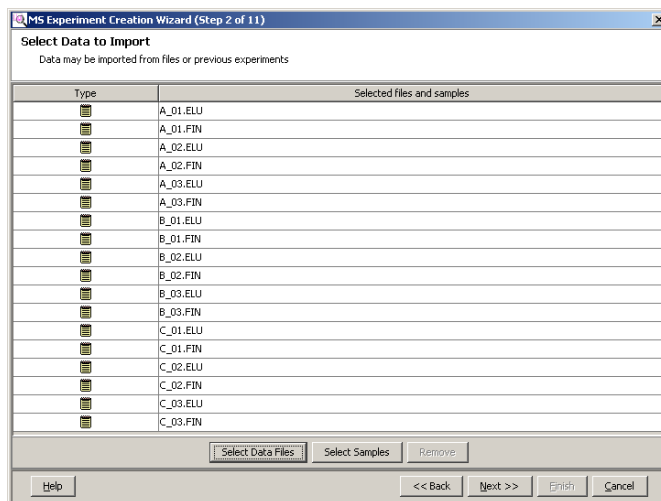 MS Experiment Creation Wizard (Step 2 of 11)
Select Data to Import
Data may be imported from files or previous experiments
Type Selected files and samples
A_01.ELU
A_01.FIN
A_02.ELU
A_02.FIN
A_03.ELU
A_03.FIN
B_01.ELU
B_01.FIN
B_02.ELU
B_02.FIN
B_03.ELU
B_03.FIN
C_01.ELU
C_01.FIN
C_02.ELU
C_02.FIN
C_03.ELU
C_03.FIN
Select Data Files Select Samples Remove
Help << Back Next >> Finish Cancel